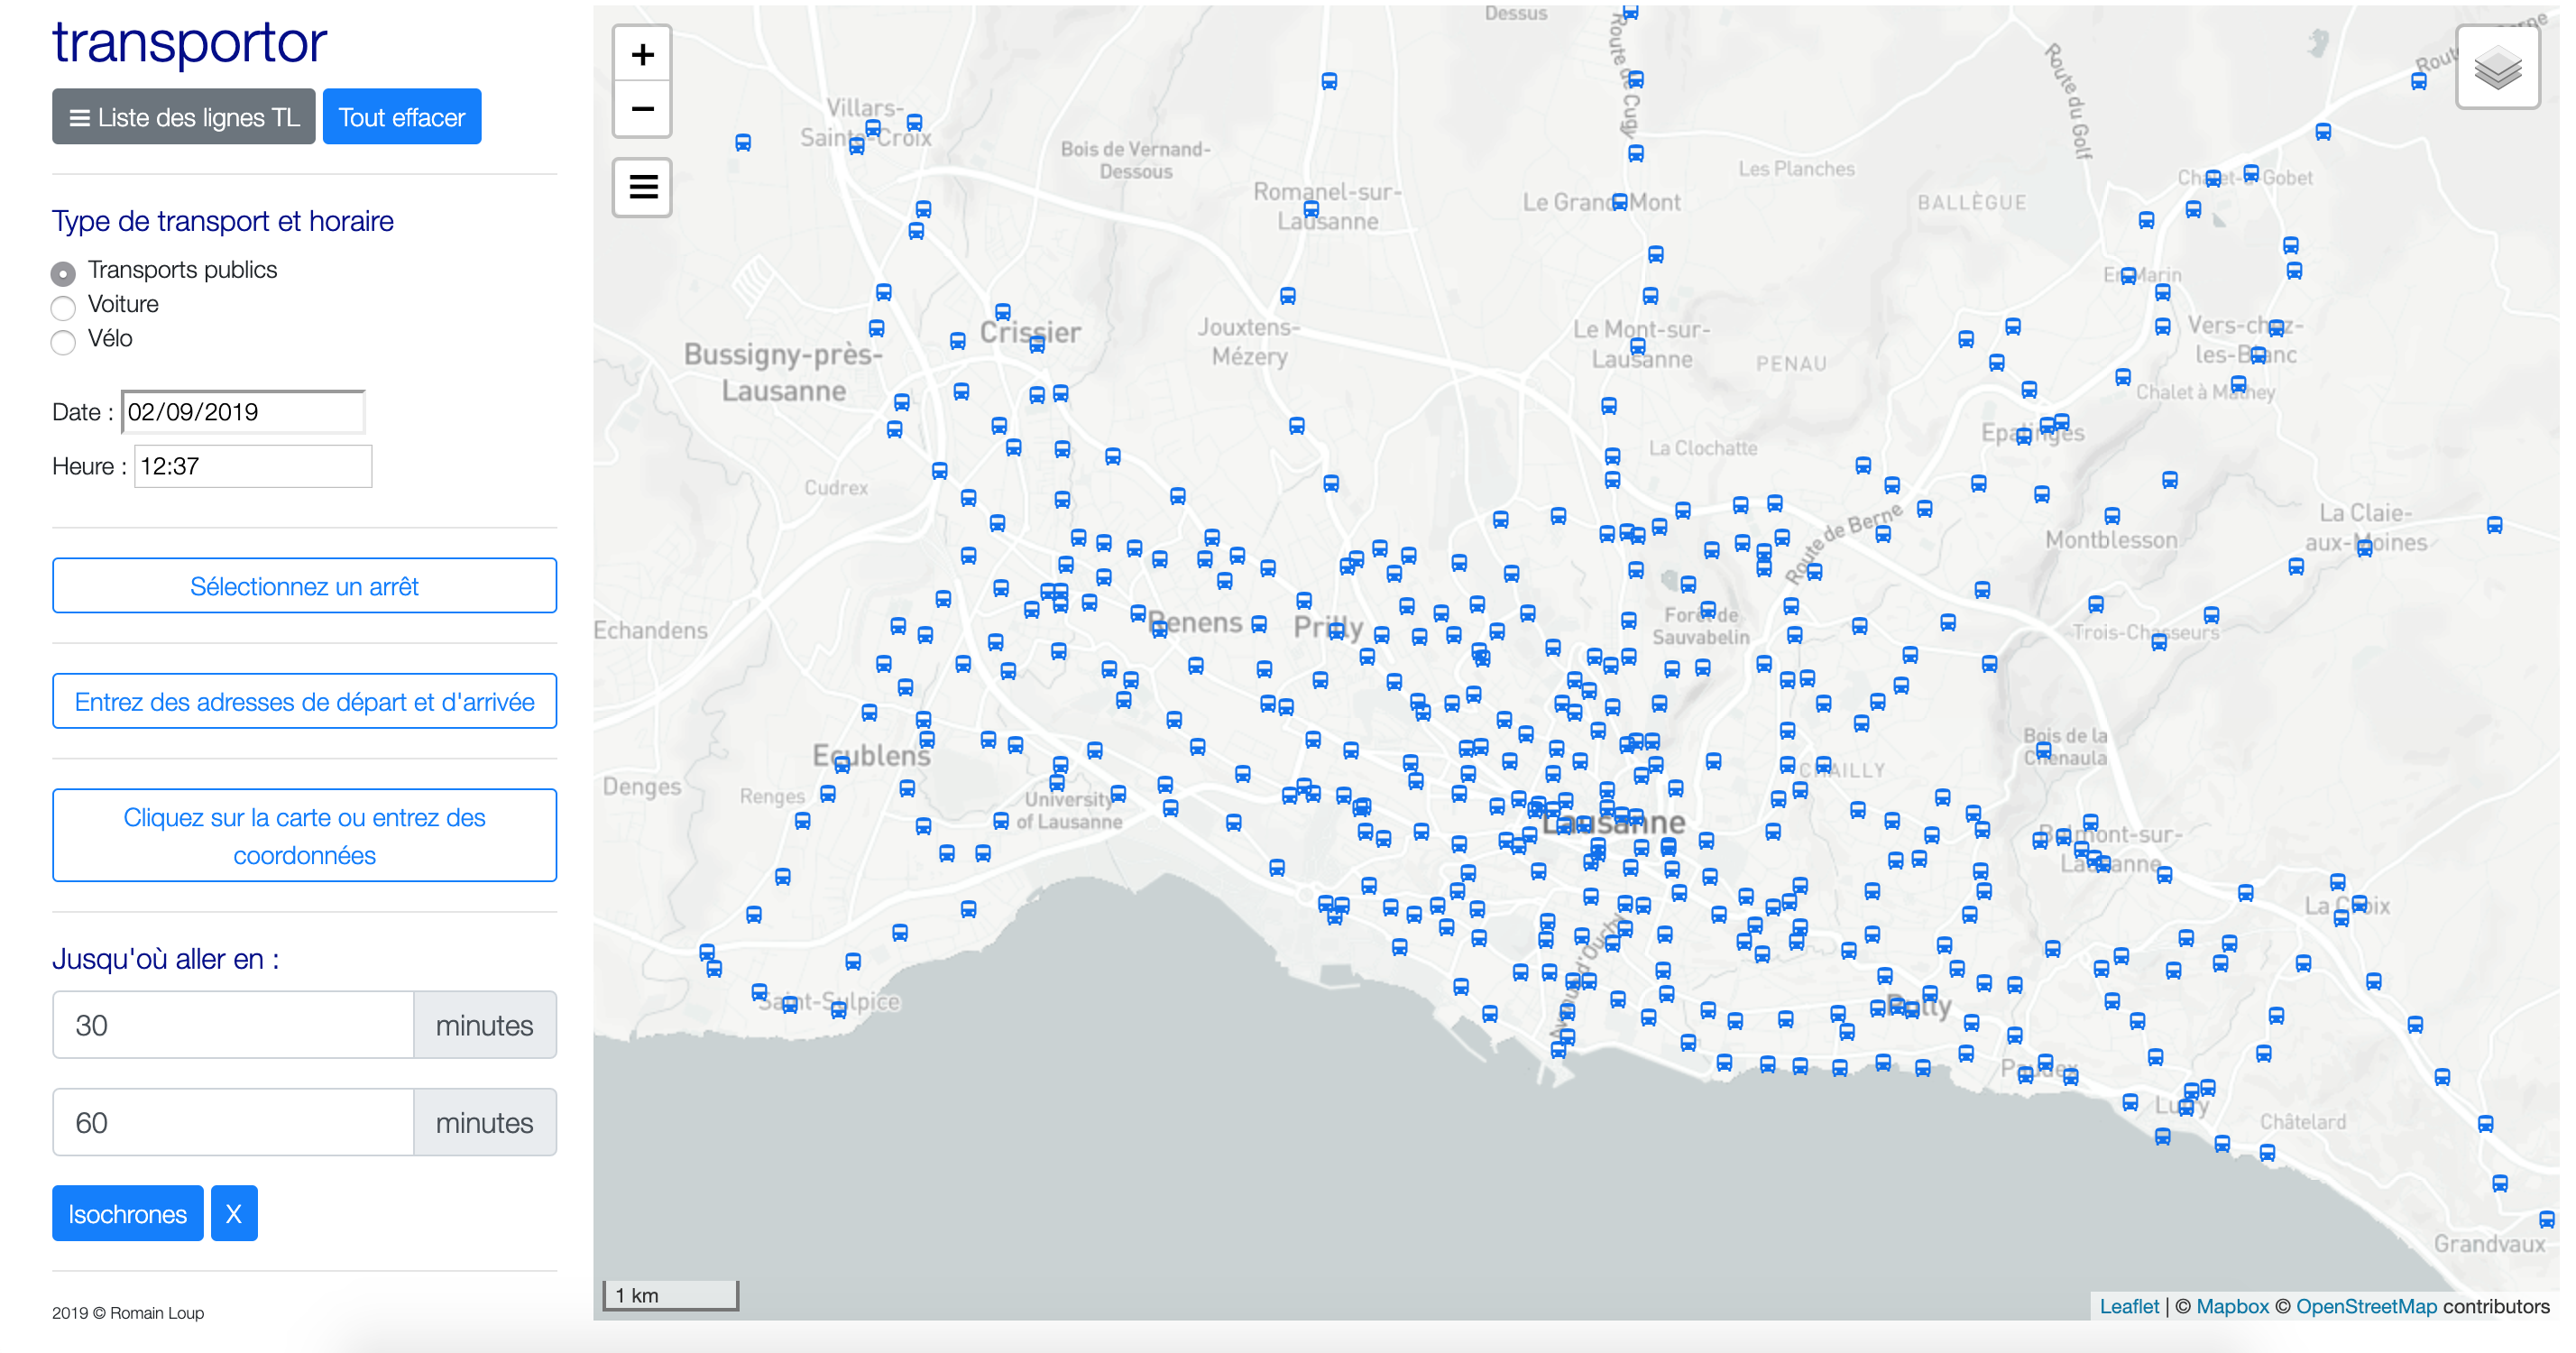 transportor
Liste des lignes TL
Tout effacer
Type de transport et horaire
Transports publics
Voiture
Vélo
Date : 02/09/2019
Heure : 12:37
Sélectionnez un arrêt
Entrez des adresses de départ et d'arrivée
Cliquez sur la carte ou entrez des
coordonnées
Jusqu'où aller en :
30 minutes
60 minutes
Isochrones X
2019 © Romain Loup
+
−
Dessus
Route de Cugy
Route du Golf
Villars-
Sainte-Croix
Bois de Vernand-
Dessous
Romanel-sur-
Lausanne
Le Grand-Mont
Les Planches
BALLÈGUE
Chalet-à-Gobet
En Marin
Crissier
Bussigny-près-
Lausanne
Jouxtens-
Mézery
Le Mont-sur-
Lausanne
PENAU
Vers-chez-
les-Blanc
Chalet à Mathey
Epalinges
La Clochatte
Cudrex
Route de Berne
Montblesson
La Claie-
aux-Moines
Echandens
Renens
Prilly
Forêt de
Sauvabelin
Trois-Chasseurs
Ecublens
Bois de la
Chenaula
CHAILLY
Denges
Renges
University
of Lausanne
Lausanne
Belmont-sur-
Lausanne
La Croix
Avenue d'Ouchy
Saint-Sulpice
Pully
Paudex
Lutry
Châtelard
Grandvaux
1 km
Leaflet | © Mapbox © OpenStreetMap contributors